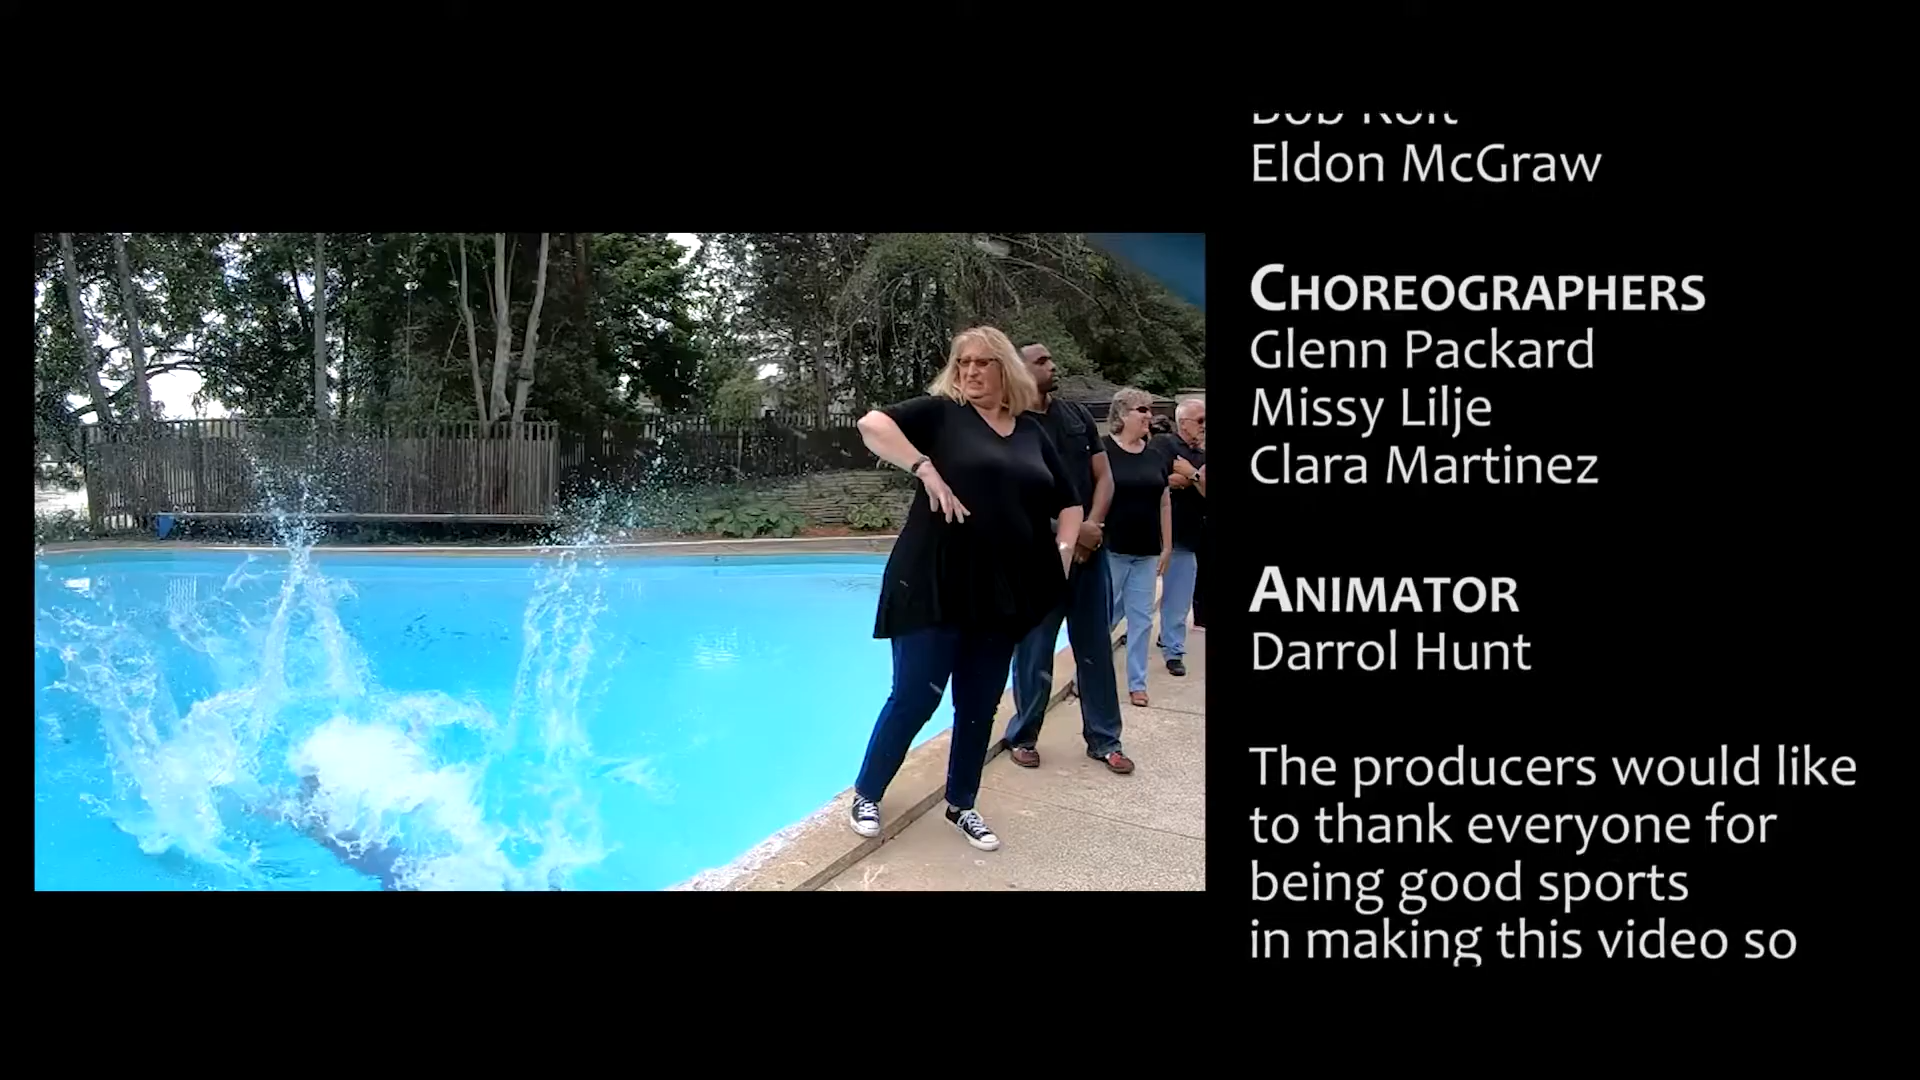 Eldon McGraw
CHOREOGRAPHERS
Glenn Packard
Missy Lilje
Clara Martinez
ANIMATOR
Darrol Hunt
The producers would like
to thank everyone for
being good sports
in making this video so